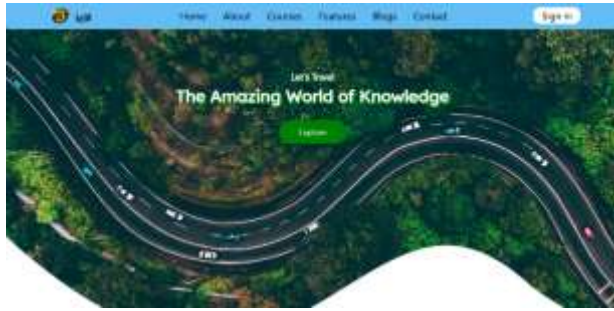 Home About Courses Features Blogs Contact Sign In
Let's Travel
The Amazing World of Knowledge
Explore